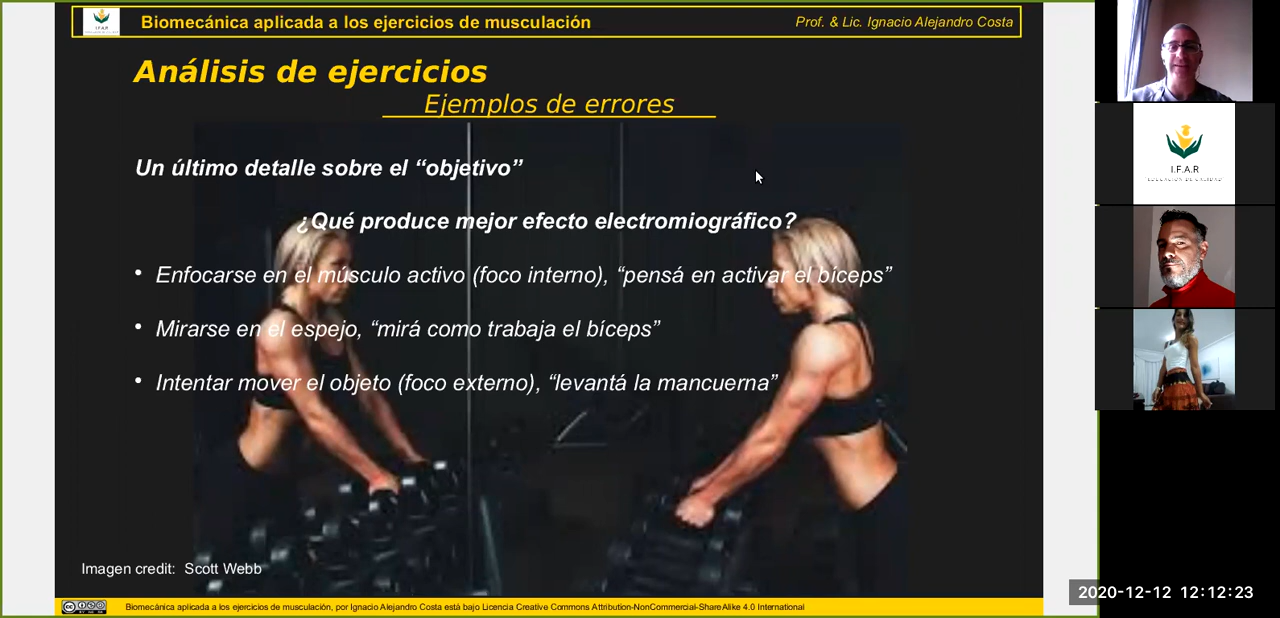 Biomecánica aplicada a los ejercicios de musculación
Prof. & Lic. Ignacio Alejandro Costa
I.F.A.R
Análisis de ejercicios
Ejemplos de errores
Un último detalle sobre el “objetivo”
¿Qué produce mejor efecto electromiográfico?
• Enfocarse en el músculo activo (foco interno), “pensá en activar el bíceps”
• Mirarse en el espejo, “mirá como trabaja el bíceps”
• Intentar mover el objeto (foco externo), “levantá la mancuerna”
Imagen credit: Scott Webb
Biomecánica aplicada a los ejercicios de musculación, por Ignacio Alejandro Costa está bajo Licencia Creative Commons Attribution-NonCommercial-ShareAlike 4.0 International
I.F.A.R
EDUCACIÓN DE CALIDAD
2020-12-12 12:12:23